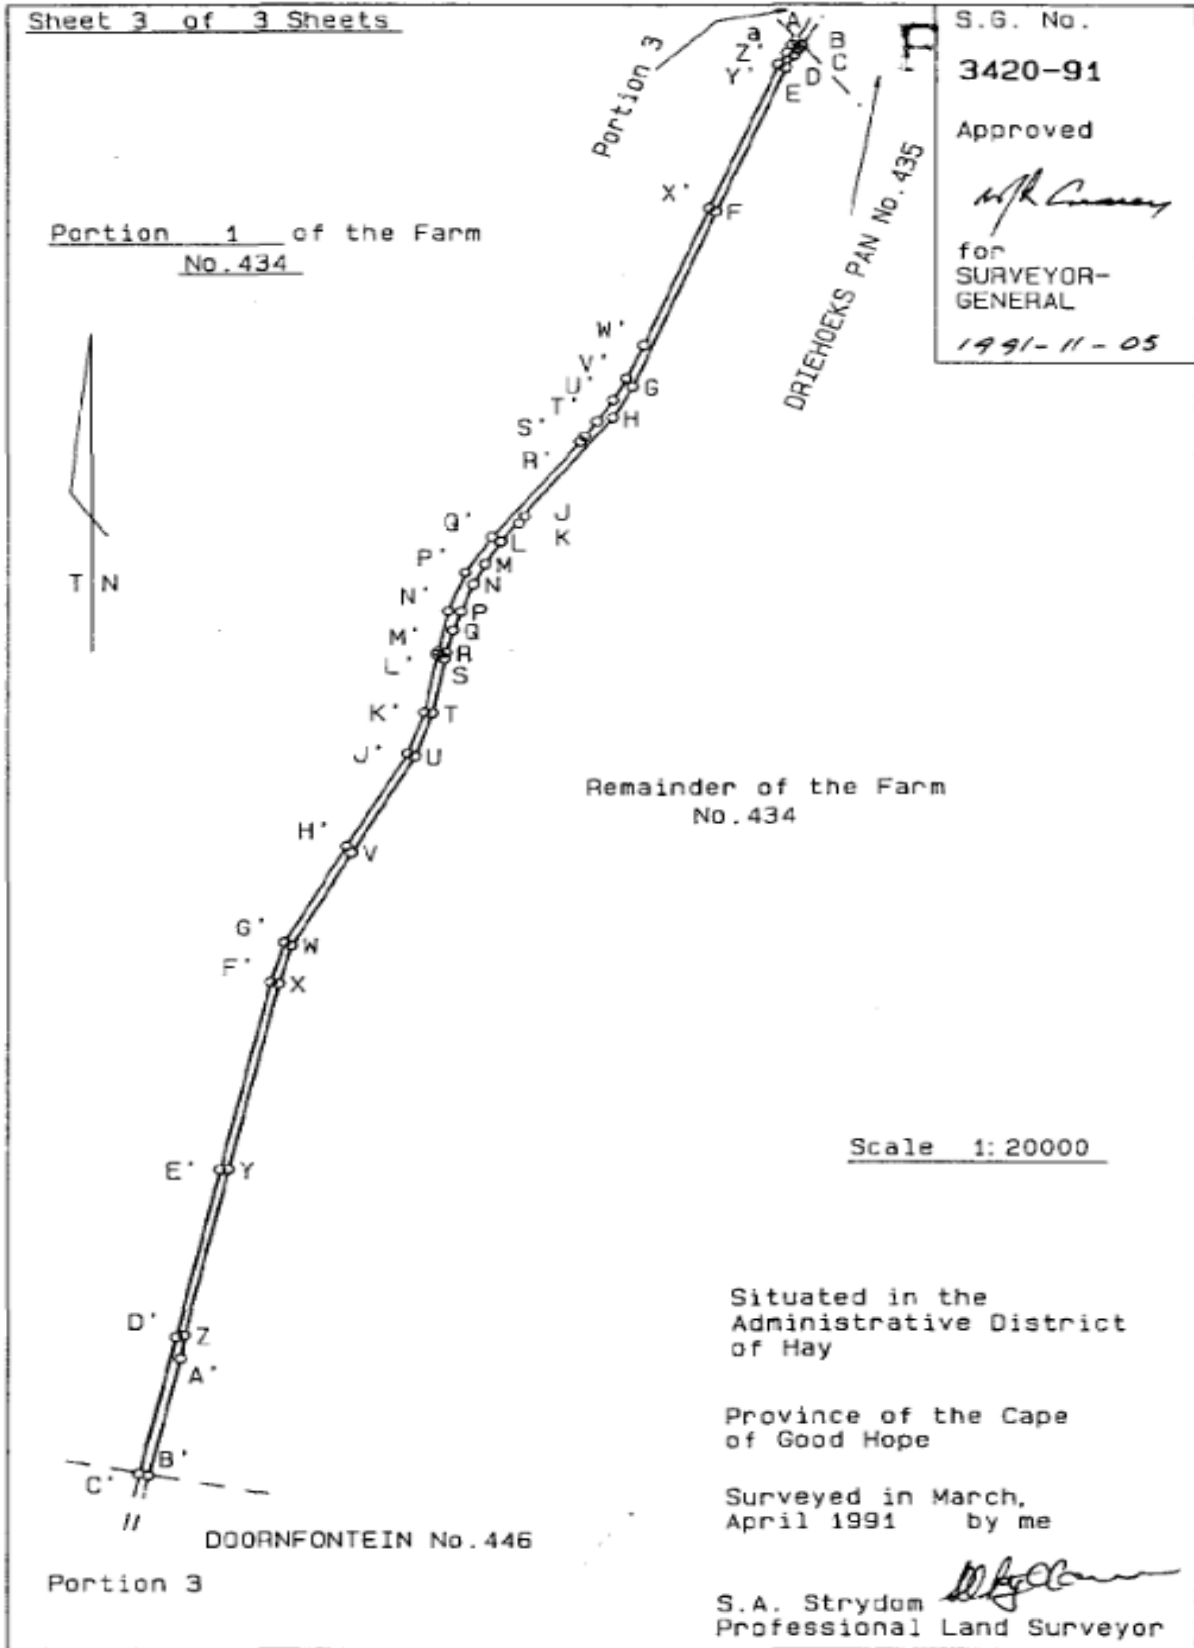 Sheet 3 of 3 Sheets
S.G. No.
3420-91
Approved
for
SURVEYOR-
GENERAL
1991-11-05
A
a
B
Z'
C
Y'
D
E
Portion 3
DRIEHOEKS PAN No.435
X'
F
Portion 1 of the Farm
No.434
W'
V'
U'
G
T'
H
S'
R'
J
Q'
K
L
P'
M
T N
N
N'
P
Q
M'
R
L'
S
K'
T
J'
U
Remainder of the Farm
No.434
H'
V
G'
W
F'
X
Scale 1:20000
E'
Y
D'
Z
A'
B'
C'
DOORNFONTEIN No.446
Portion 3
Situated in the
Administrative District
of Hay
Province of the Cape
of Good Hope
Surveyed in March,
April 1991 by me
S.A. Strydom
Professional Land Surveyor